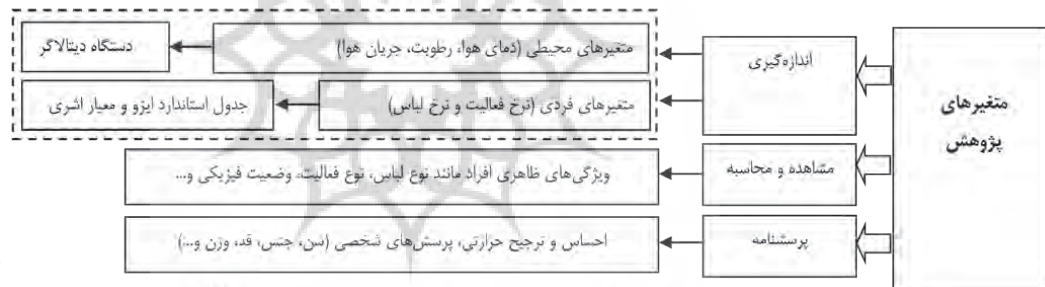 متغیرهای
پژوهش
اندازه‌گیری
متغیرهای محیطی (دمای هوا، رطوبت، جریان هوا)
دستگاه دیتالاگر
متغیرهای فردی (نرخ فعالیت و نرخ لباس)
جدول استاندارد ایزو و معیار اشری
مشاهده و محاسبه
ویژگی‌های ظاهری افراد مانند نوع لباس، نوع فعالیت، وضعیت فیزیکی و...
پرسشنامه
احساس و ترجیح حرارتی، پرسش‌های شخصی (سن، جنس، قد، وزن و...)